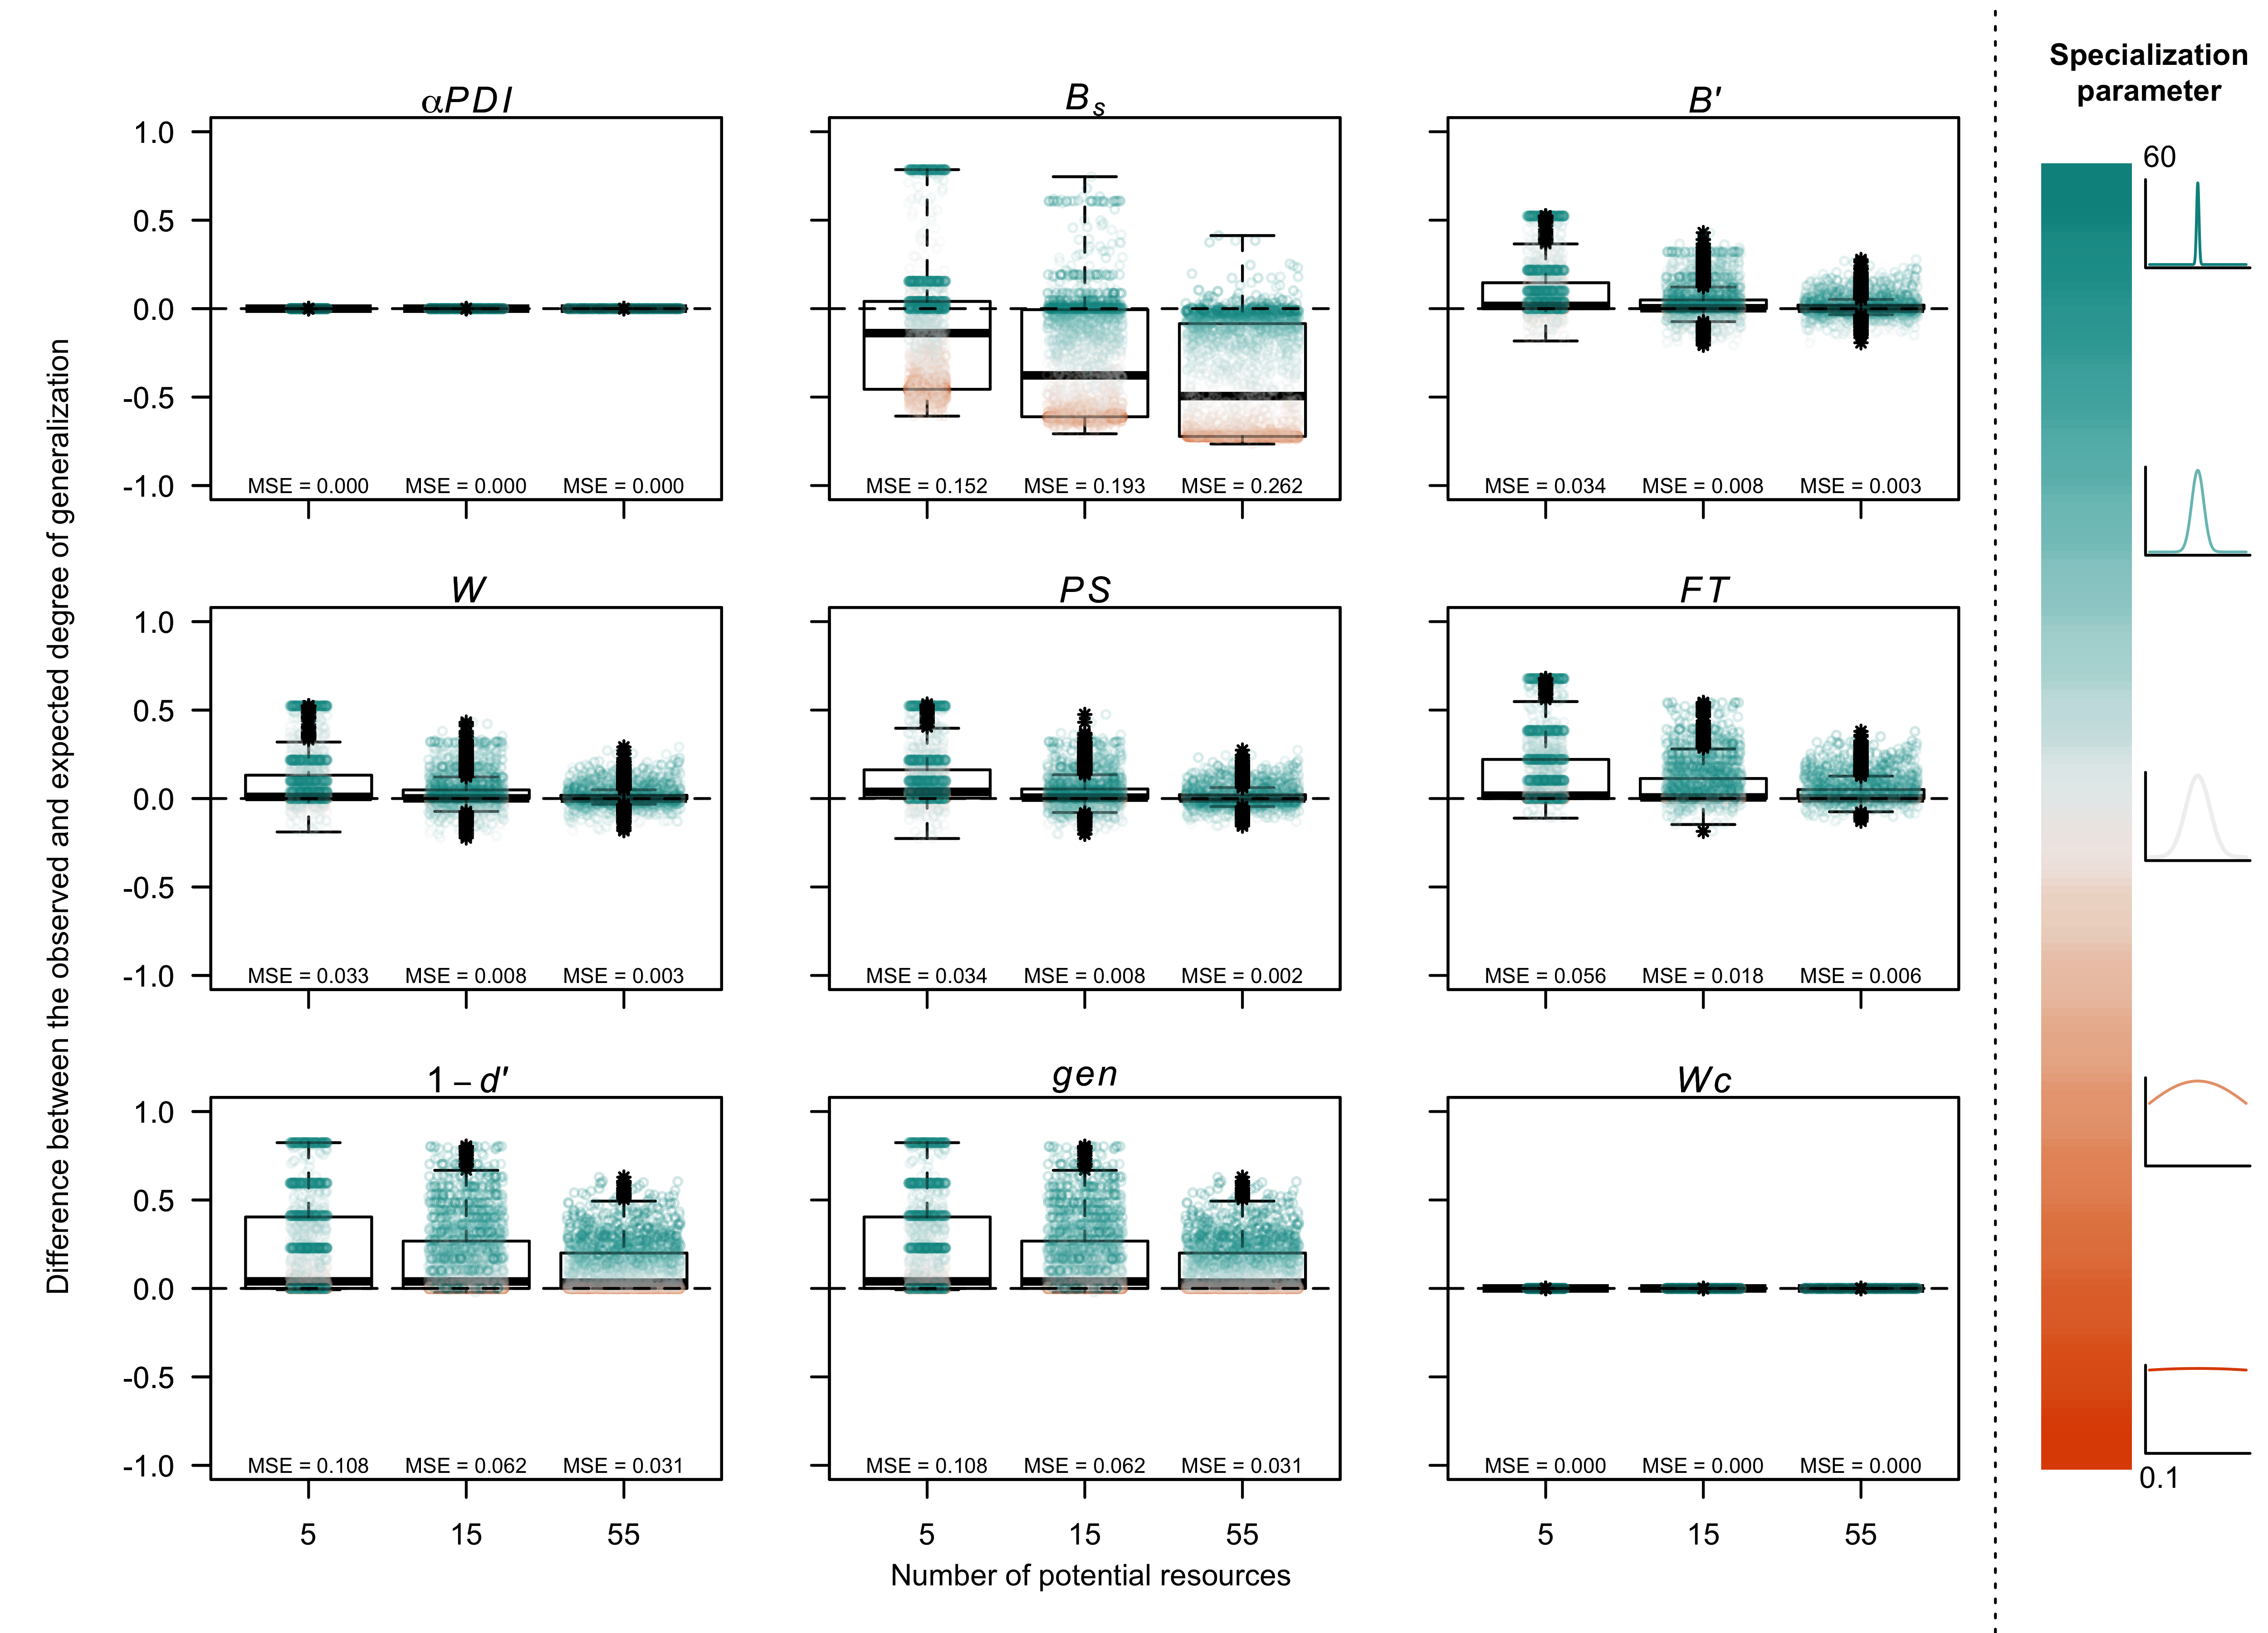 Specialization
parameter
60
0.1
Difference between the observed and expected degree of generalization
αPDI
1.0
0.5
0.0
-0.5
-1.0
MSE = 0.000 MSE = 0.000 MSE = 0.000
Bs
MSE = 0.152 MSE = 0.193 MSE = 0.262
B'
MSE = 0.034 MSE = 0.008 MSE = 0.003
W
1.0
0.5
0.0
-0.5
-1.0
MSE = 0.033 MSE = 0.008 MSE = 0.003
PS
MSE = 0.034 MSE = 0.008 MSE = 0.002
FT
MSE = 0.056 MSE = 0.018 MSE = 0.006
1 – d'
1.0
0.5
0.0
-0.5
-1.0
MSE = 0.108 MSE = 0.062 MSE = 0.031
5 15 55
gen
MSE = 0.108 MSE = 0.062 MSE = 0.031
5 15 55
Wc
MSE = 0.000 MSE = 0.000 MSE = 0.000
5 15 55
Number of potential resources